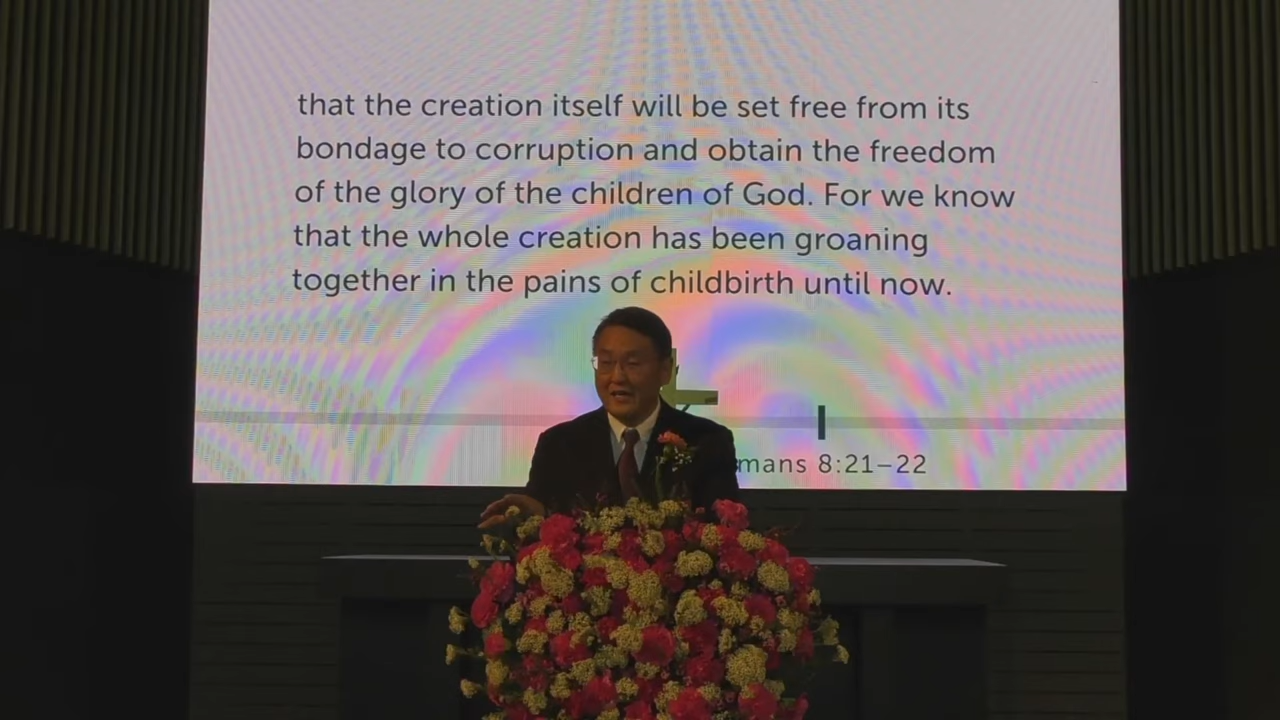 that the creation itself will be set free from its
bondage to corruption and obtain the freedom
of the glory of the children of God. For we know
that the whole creation has been groaning
together in the pains of childbirth until now.
mans 8:21–22